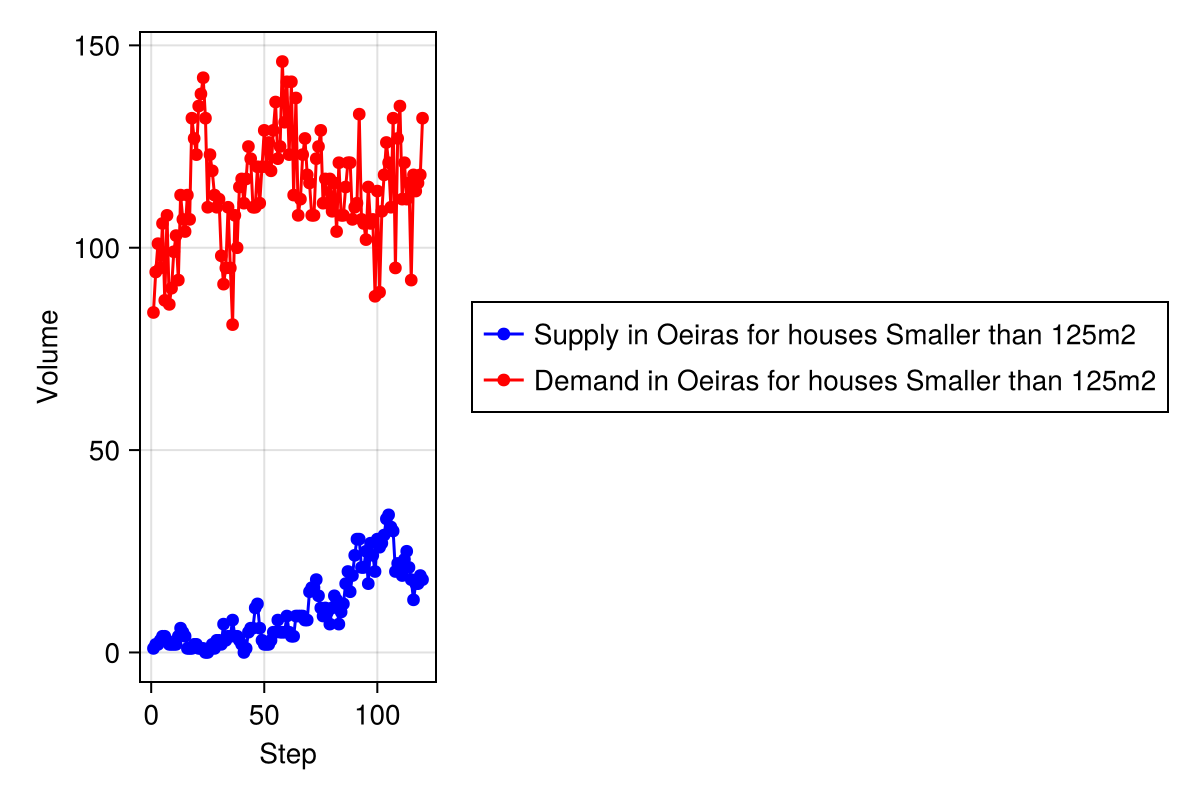 150
100
50
0
Volume
0 50 100
Step
Supply in Oeiras for houses Smaller than 125m2
Demand in Oeiras for houses Smaller than 125m2